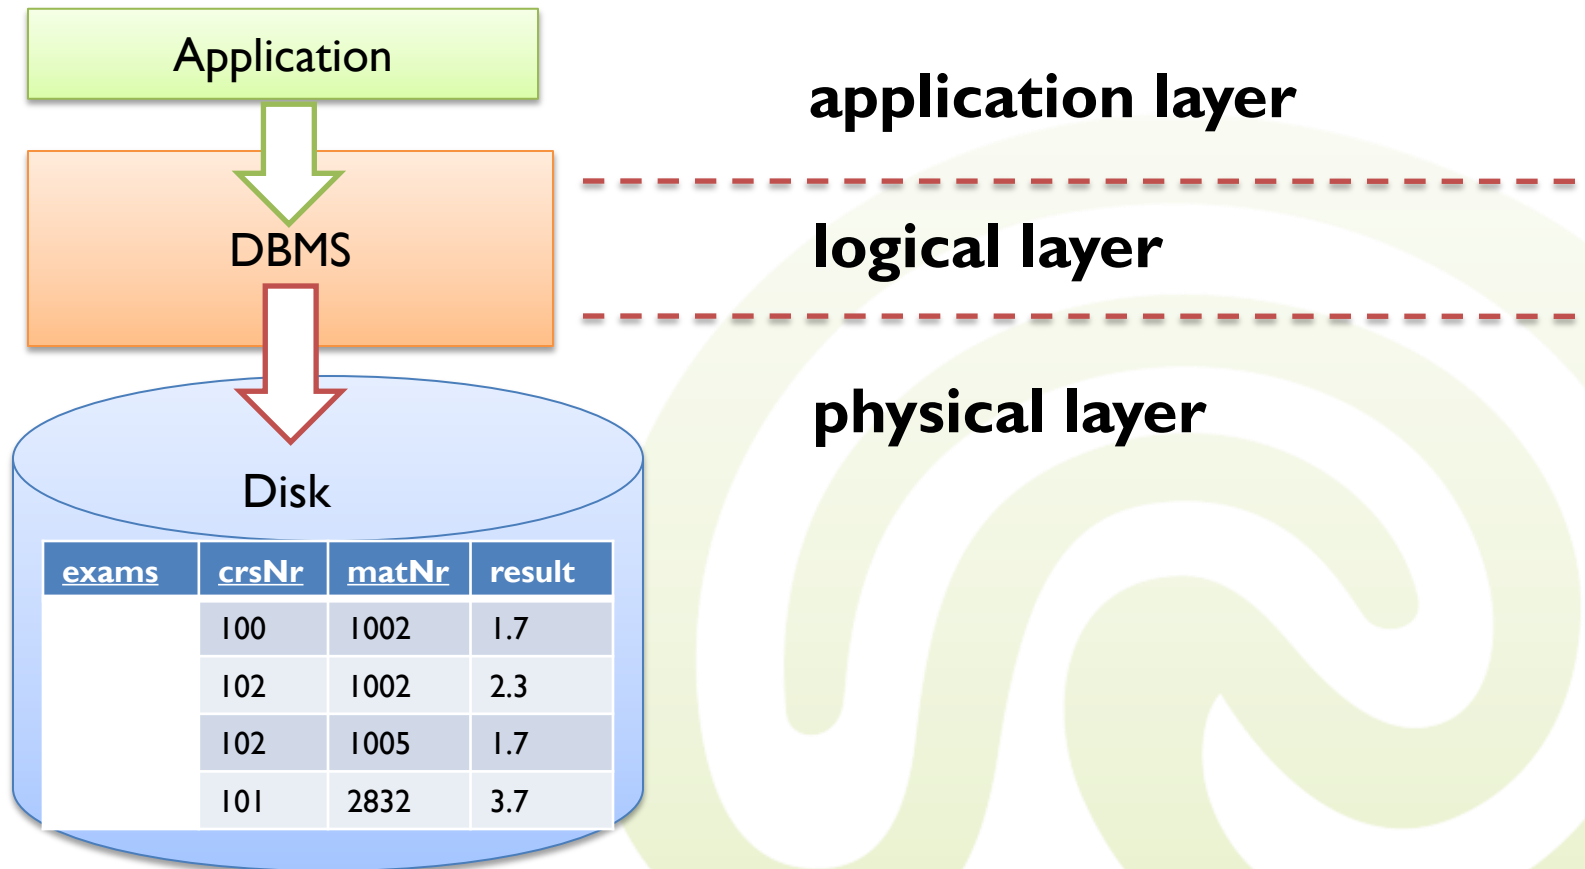 Application
application layer
DBMS
logical layer
physical layer
Disk
exams crsNr matNr result
100 1002 1.7
102 1002 2.3
102 1005 1.7
101 2832 3.7